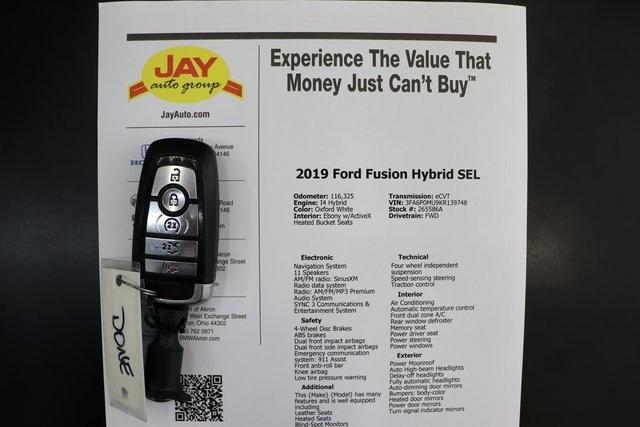 JAY
auto group
JayAuto.com
Experience The Value That
Money Just Can't Buy™
Avenue
44146
Exchange Street
West Exchange Street
Ohio 44302
762 0971
BMWAkron.com
DONE
2019 Ford Fusion Hybrid SEL
Odometer: 116,325
Engine: I4 Hybrid
Color: Oxford White
Interior: Ebony w/ActiveX
Heated Bucket Seats
Transmission: eCVT
VIN: 3FA6P0MU9KR139748
Stock #: 265586A
Drivetrain: FWD
Electronic
Navigation System
11 Speakers
AM/FM radio: SiriusXM
Radio data system
Radio: AM/FM/MP3 Premium
Audio System
SYNC 3 Communications &
Entertainment System
Safety
4-Wheel Disc Brakes
ABS brakes
Dual front impact airbags
Dual front side impact airbags
Emergency communication
system: 911 Assist
Front anti-roll bar
Knee airbag
Low tire pressure warning
Additional
This {Make} {Model} has many
features and is well equipped
including
Leather Seats
Heated Seats
Blind-Spot Monitors
Technical
Four wheel independent
suspension
Speed-sensing steering
Traction control
Interior
Air Conditioning
Automatic temperature control
Front dual zone A/C
Rear window defroster
Memory seat
Power driver seat
Power steering
Power windows
Exterior
Power Moonroof
Auto High-beam Headlights
Delay-off headlights
Fully automatic headlights
Auto-dimming door mirrors
Bumpers: body-color
Heated door mirrors
Power door mirrors
Turn signal indicator mirrors